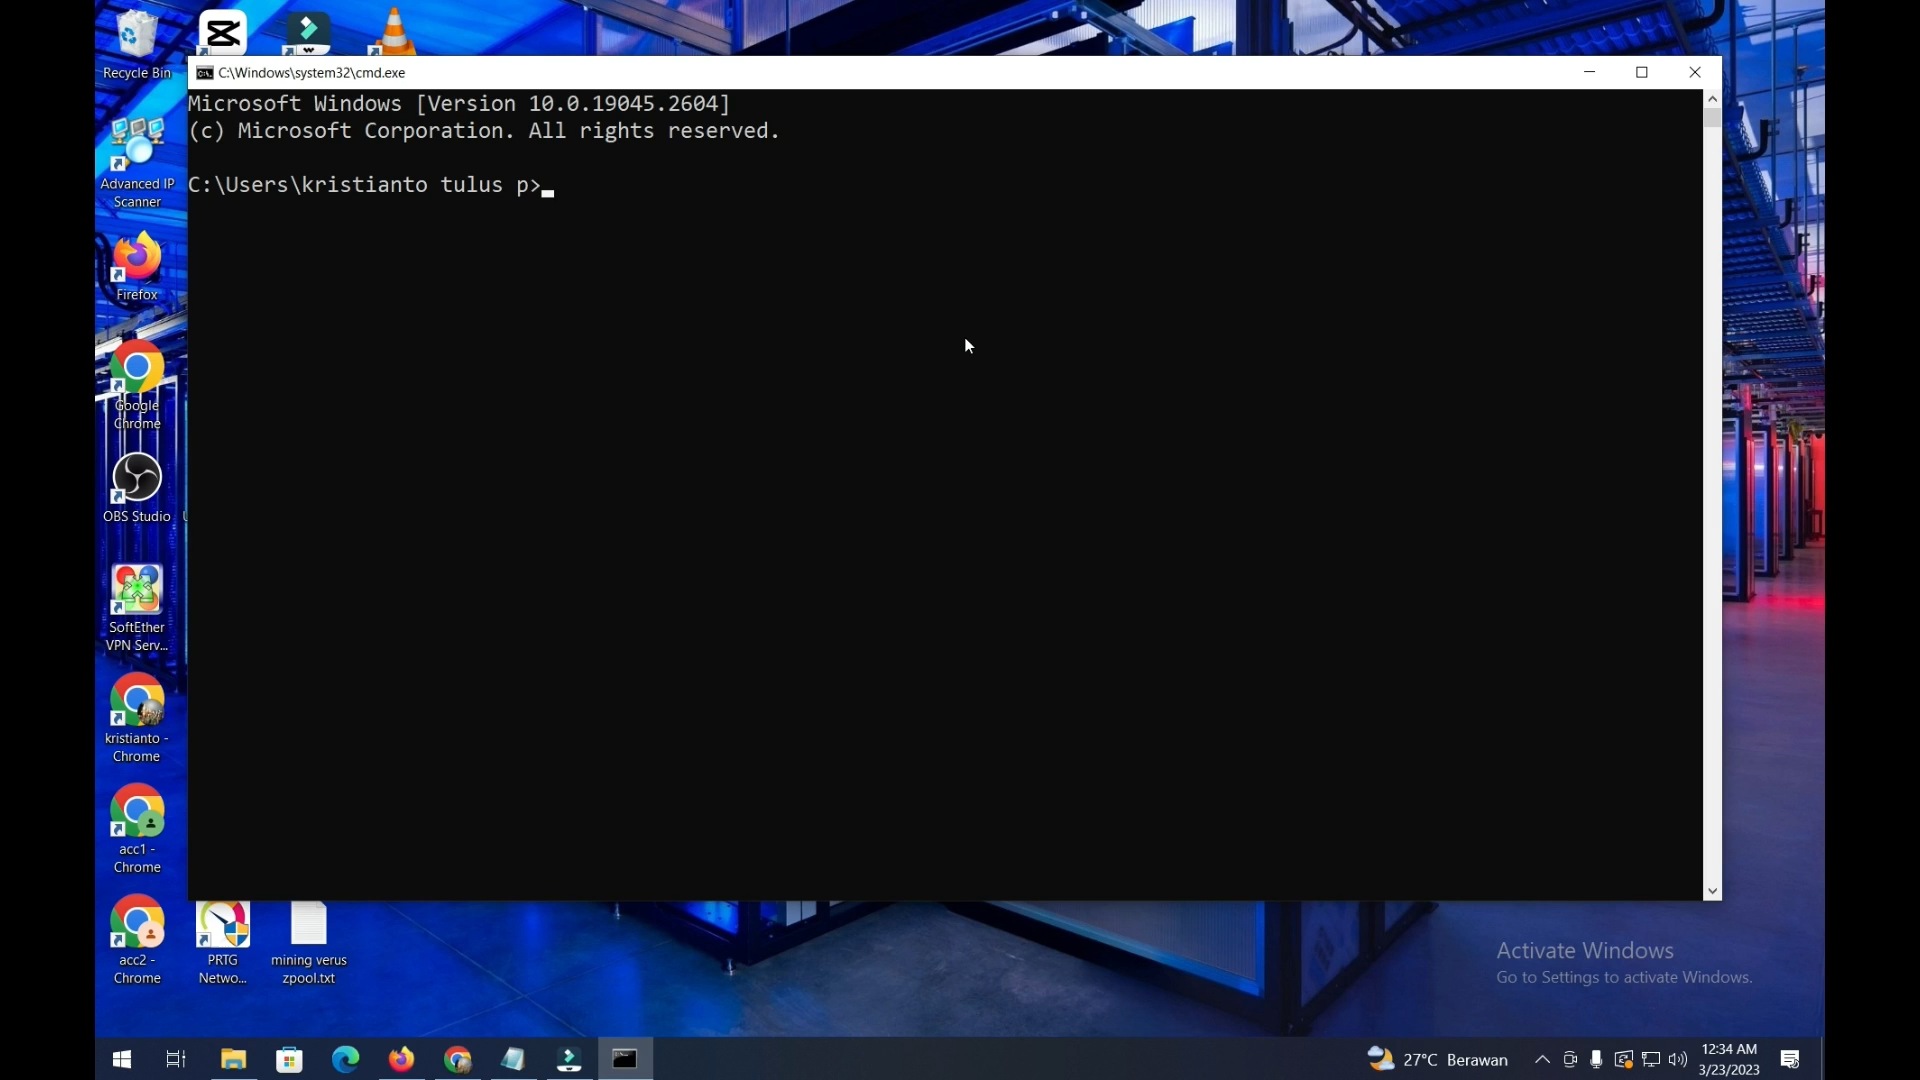 Recycle Bin
C:\Windows\system32\cmd.exe
Microsoft Windows [Version 10.0.19045.2604]
(c) Microsoft Corporation. All rights reserved.
C:\Users\kristianto tulus p>
Advanced IP
Scanner
Firefox
Google
Chrome
OBS Studio
SoftEther
VPN Serv...
kristianto -
Chrome
acc1 -
Chrome
acc2 -
Chrome
PRTG
Netwo...
mining verus
zpool.txt
Activate Windows
Go to Settings to activate Windows.
27°C Berawan
12:34 AM
3/23/2023